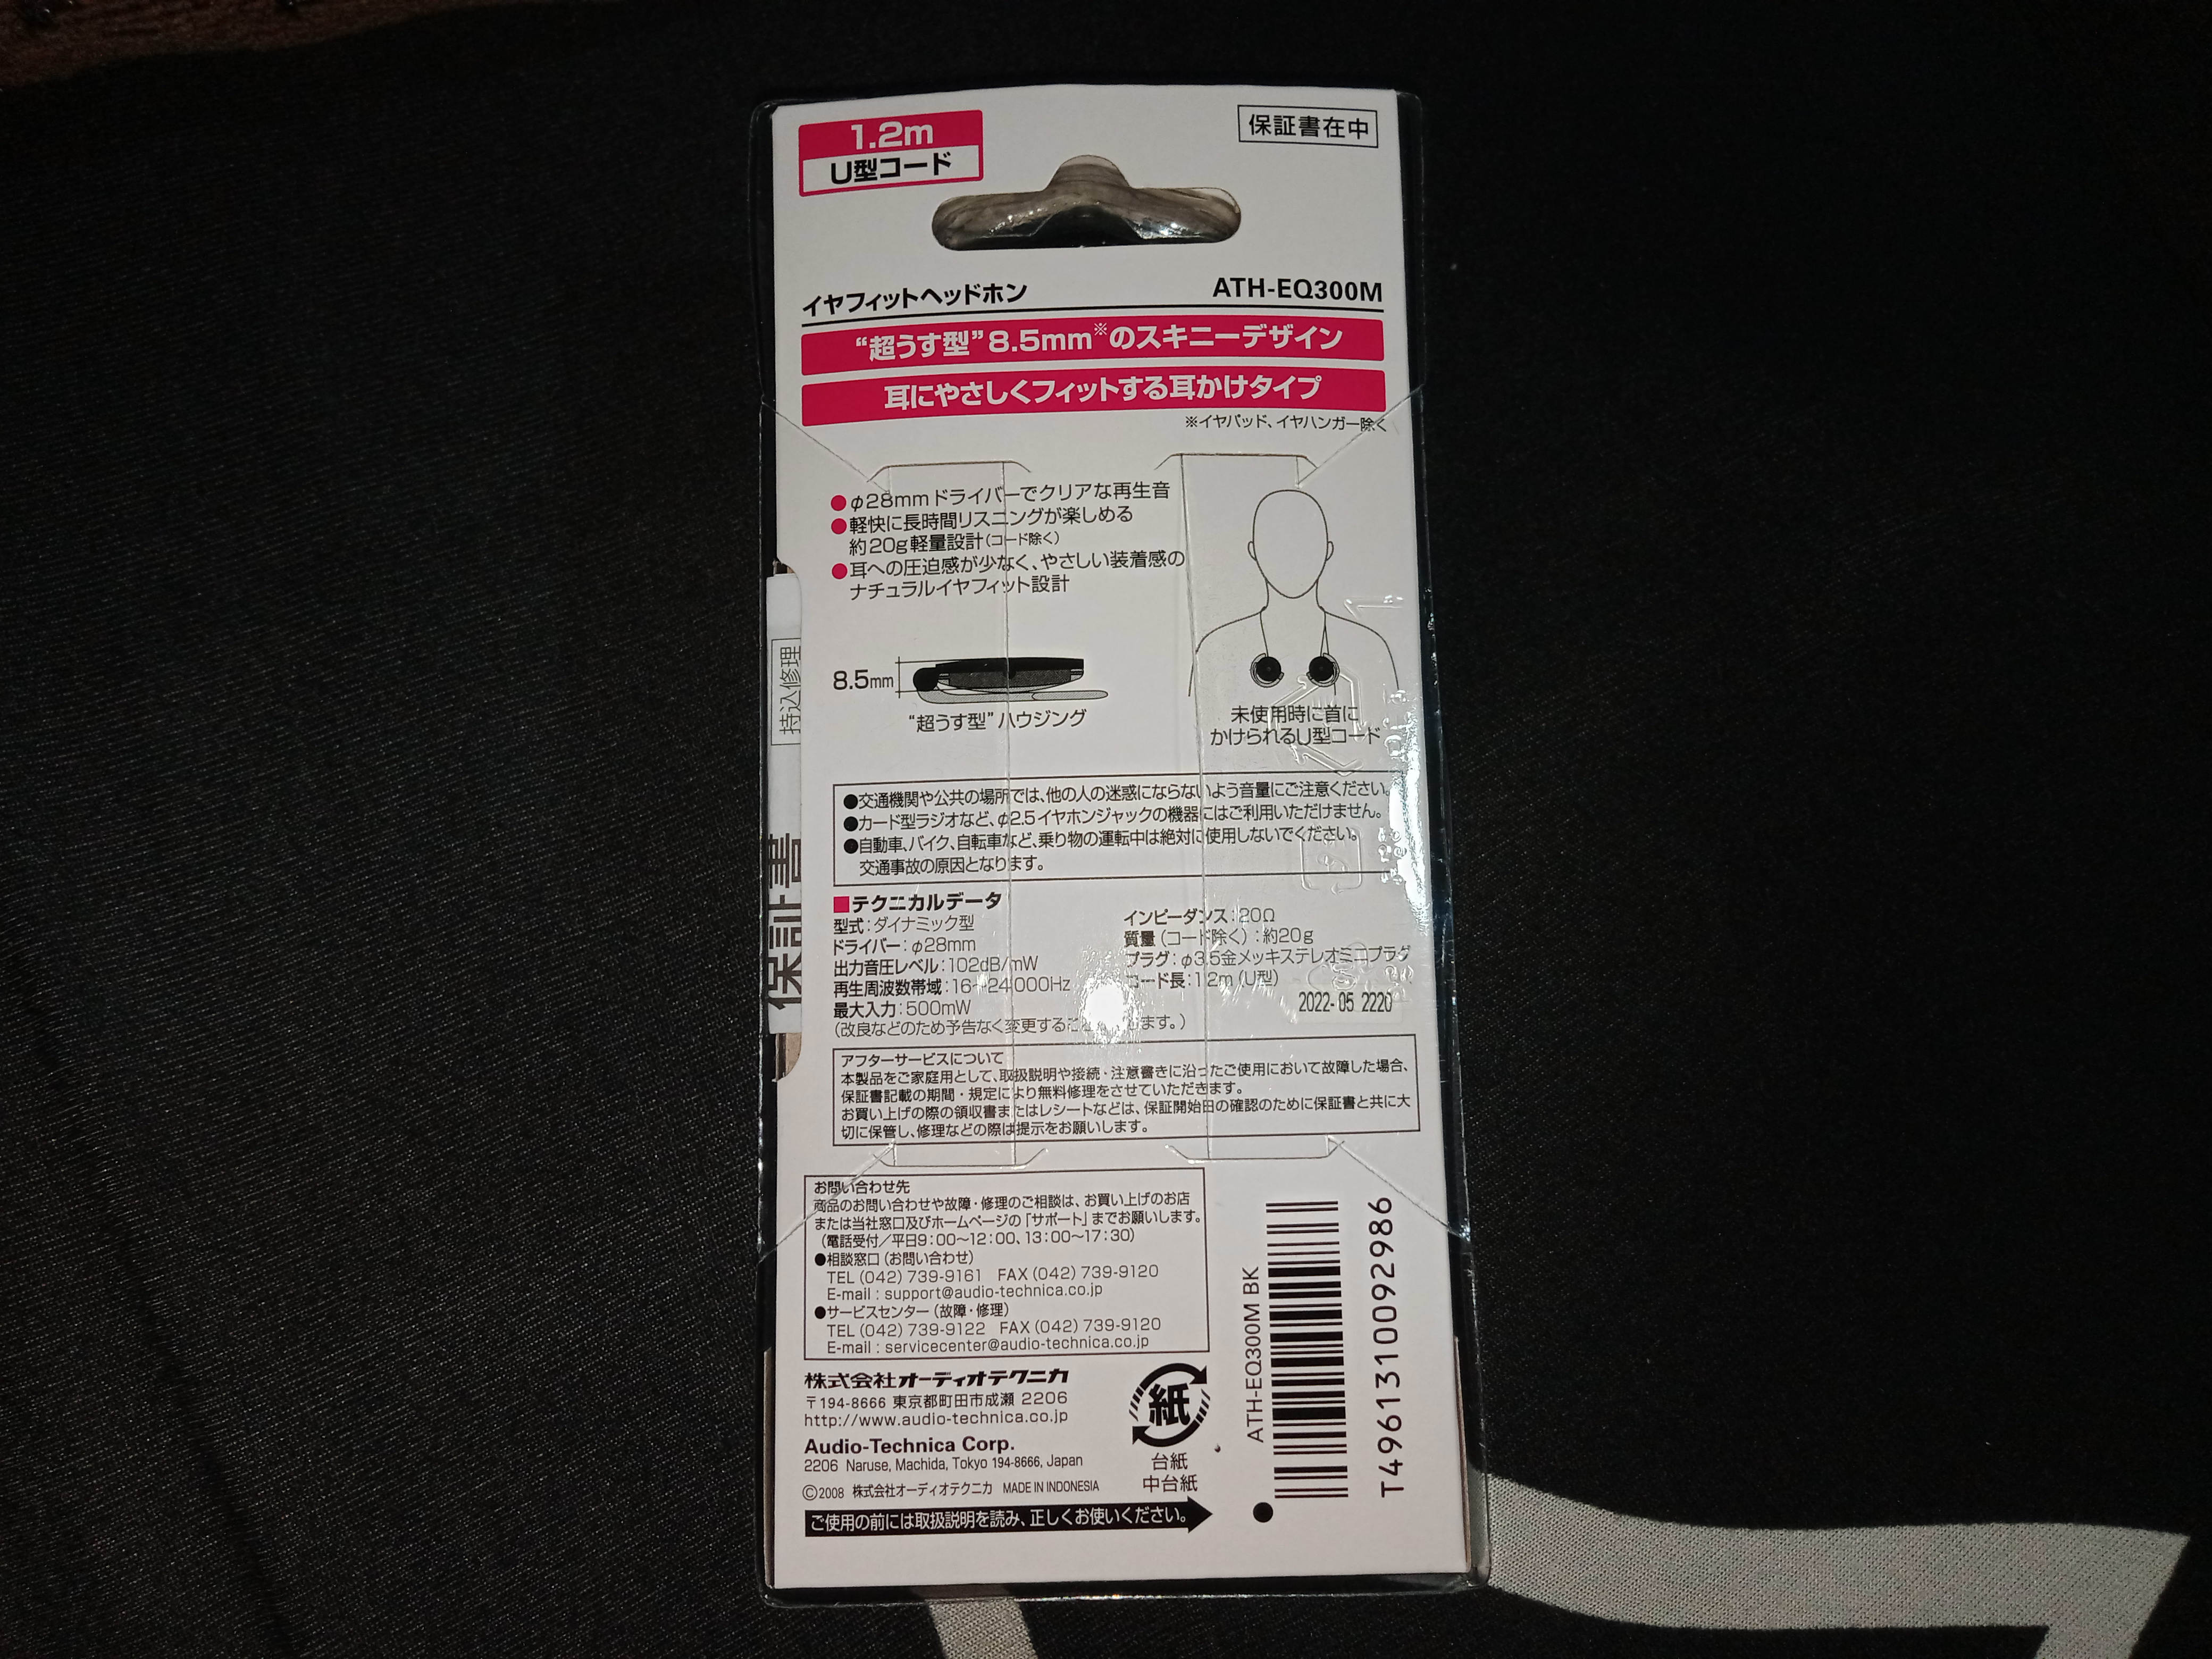 1.2m
U型コード
保証書在中
イヤフィットヘッドホン
ATH-EQ300M
“超うす型”8.5mm※のスキニーデザイン
耳にやさしくフィットする耳かけタイプ
※イヤパッド、イヤハンガー除く
●φ28mmドライバーでクリアな再生音
●軽快に長時間リスニングが楽しめる
約20g軽量設計(コード除く)
●耳への圧迫感が少なく、やさしい装着感の
ナチュラルイヤフィット設計
8.5mm
“超うす型”ハウジング
未使用時に首に
かけられるU型コード
持込修理
保証書
●交通機関や公共の場所では、他の人の迷惑にならないよう音量にご注意ください。
●カード型ラジオなど、φ2.5イヤホンジャックの機器にはご利用いただけません。
●自動車、バイク、自転車など、乗り物の運転中は絶対に使用しないでください。
交通事故の原因となります。
■テクニカルデータ
型式:ダイナミック型
ドライバー:φ28mm
出力音圧レベル:102dB/mW
再生周波数帯域:16~24000Hz
最大入力:500mW
(改良などのため予告なく変更するこ ます。)
インピーダンス:20Ω
質量(コード除く):約20g
プラグ:φ3.5金メッキステレオミニプラグ
コード長:1.2m(U型)
2022-05 2220
アフターサービスについて
本製品をご家庭用として、取扱説明や接続・注意書きに沿ったご使用において故障した場合、
保証書記載の期間・規定により無料修理をさせていただきます。
お買い上げの際の領収書またはレシートなどは、保証開始日の確認のために保証書と共に大
切に保管し、修理などの際は提示をお願いします。
お問い合わせ先
商品のお問い合わせや故障・修理のご相談は、お買い上げのお店
または当社窓口及びホームページの「サポート」までお願いします。
(電話受付/平日9:00~12:00、13:00~17:30)
●相談窓口(お問い合わせ)
TEL(042)739-9161 FAX(042)739-9120
E-mail : support@audio-technica.co.jp
●サービスセンター(故障・修理)
TEL(042)739-9122 FAX(042)739-9120
E-mail : servicecenter@audio-technica.co.jp
株式会社オーディオテクニカ
〒194-8666 東京都町田市成瀬 2206
http://www.audio-technica.co.jp
Audio-Technica Corp.
2206 Naruse, Machida, Tokyo 194-8666, Japan
©2008 株式会社オーディオテクニカ MADE IN INDONESIA
ご使用の前には取扱説明を読み、正しくお使いください。
紙
台紙
中台紙
ATH-EQ300M BK
T4961310092986